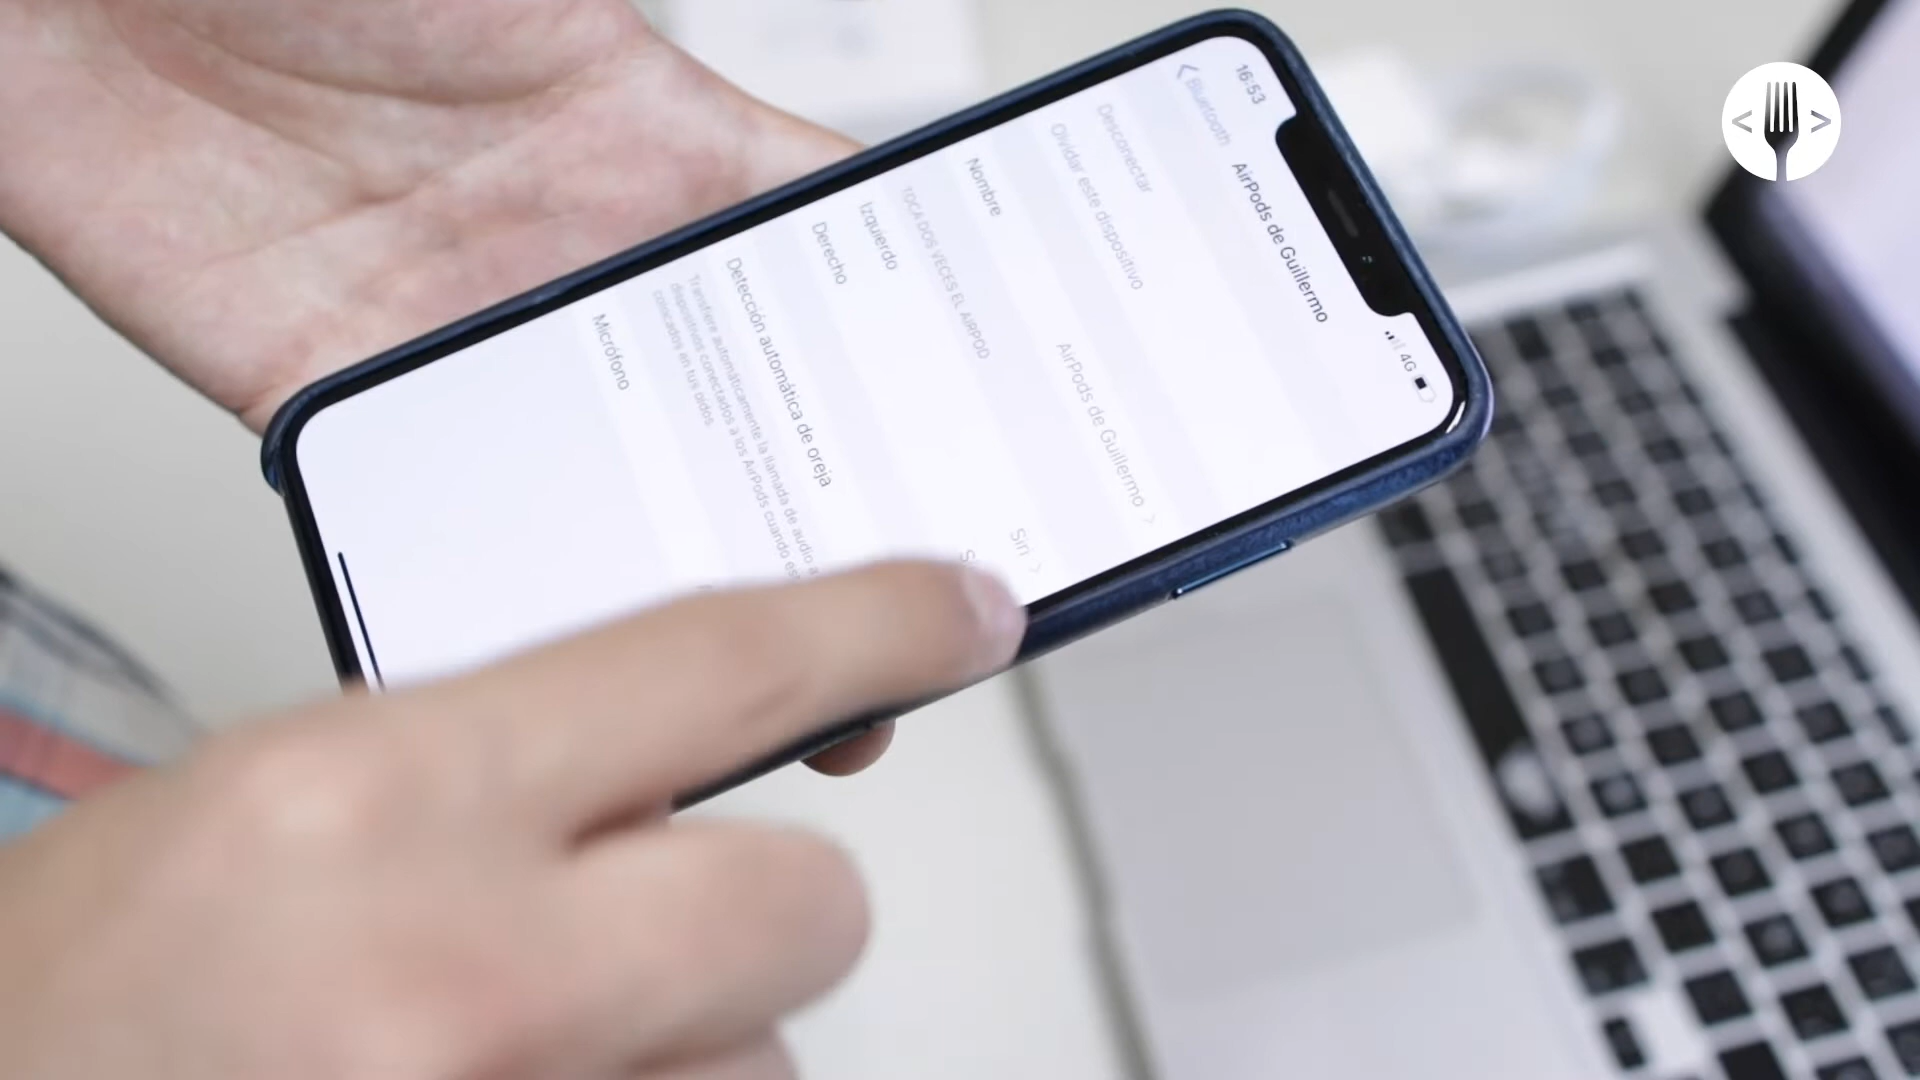 16:53
4G
Bluetooth
AirPods de Guillermo
Desconectar
Olvidar este dispositivo
Nombre AirPods de Guillermo
TOCA DOS VECES EL AIRPOD
Izquierdo Siri
Derecho
Detección automática de oreja
Transfiere automáticamente la llamada de audio
dispositivos conectados a los AirPods cuando
colocados en tus oídos.
Micrófono